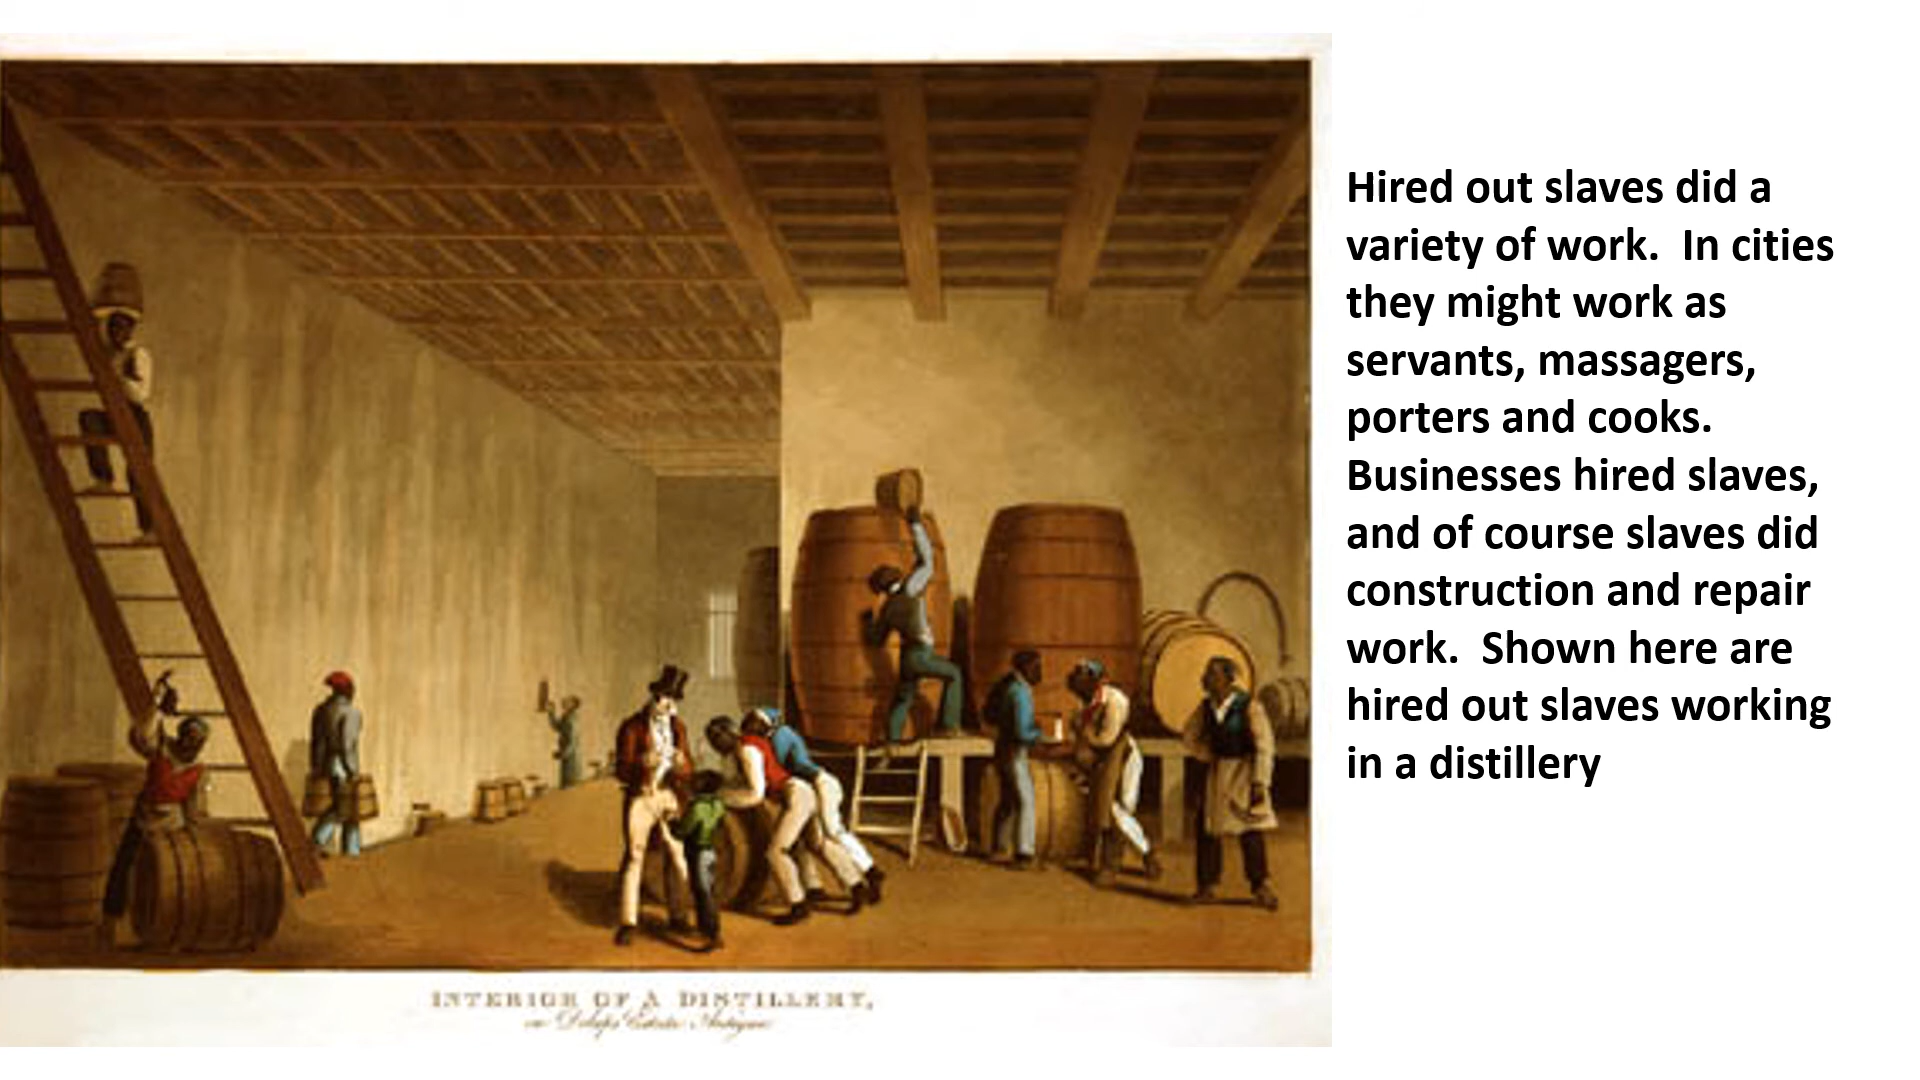 Hired out slaves did a
variety of work.  In cities
they might work as
servants, massagers,
porters and cooks.
Businesses hired slaves,
and of course slaves did
construction and repair
work.  Shown here are
hired out slaves working
in a distillery
INTERIOR OF A DISTILLERY,
Estate Antigua